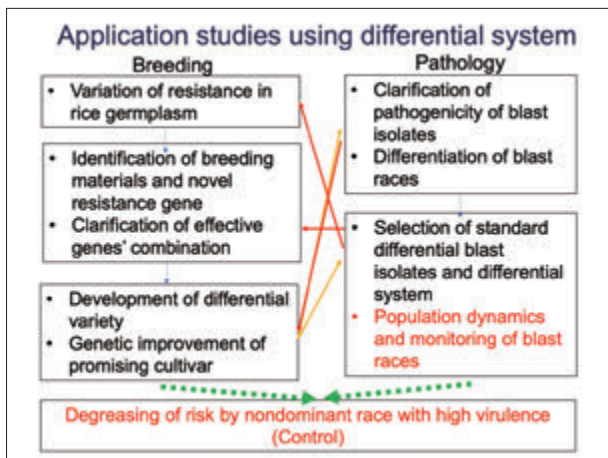 Application studies using differential system
Breeding
• Variation of resistance in
rice germplasm
• Identification of breeding
materials and novel
resistance gene
• Clarification of effective
genes' combination
• Development of differential
variety
• Genetic improvement of
promising cultivar
Pathology
• Clarification of
pathogenicity of blast
isolates
• Differentiation of blast
races
• Selection of standard
differential blast
isolates and differential
system
• Population dynamics
and monitoring of blast
races
Degreasing of risk by nondominant race with high virulence
(Control)